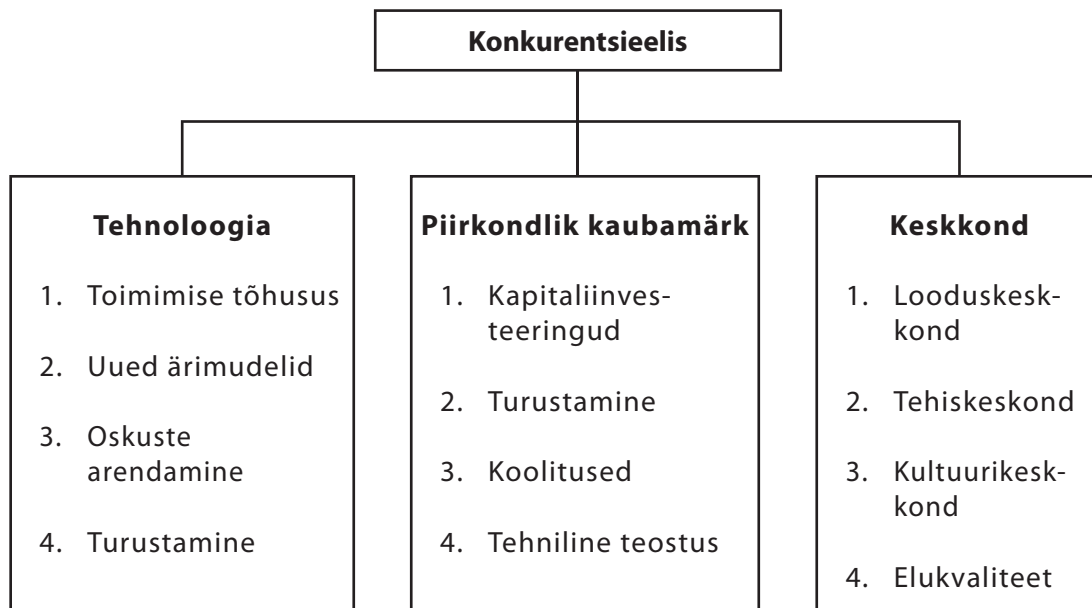 Konkurentsieelis
Tehnoloogia
1. Toimimise tõhusus
2. Uued ärimudelid
3. Oskuste
arendamine
4. Turustamine
Piirkondlik kaubamärk
1. Kapitaliinves-
teeringud
2. Turustamine
3. Koolitused
4. Tehniline teostus
Keskkond
1. Looduskesk-
kond
2. Tehiskeskond
3. Kultuurikesk-
kond
4. Elukvaliteet